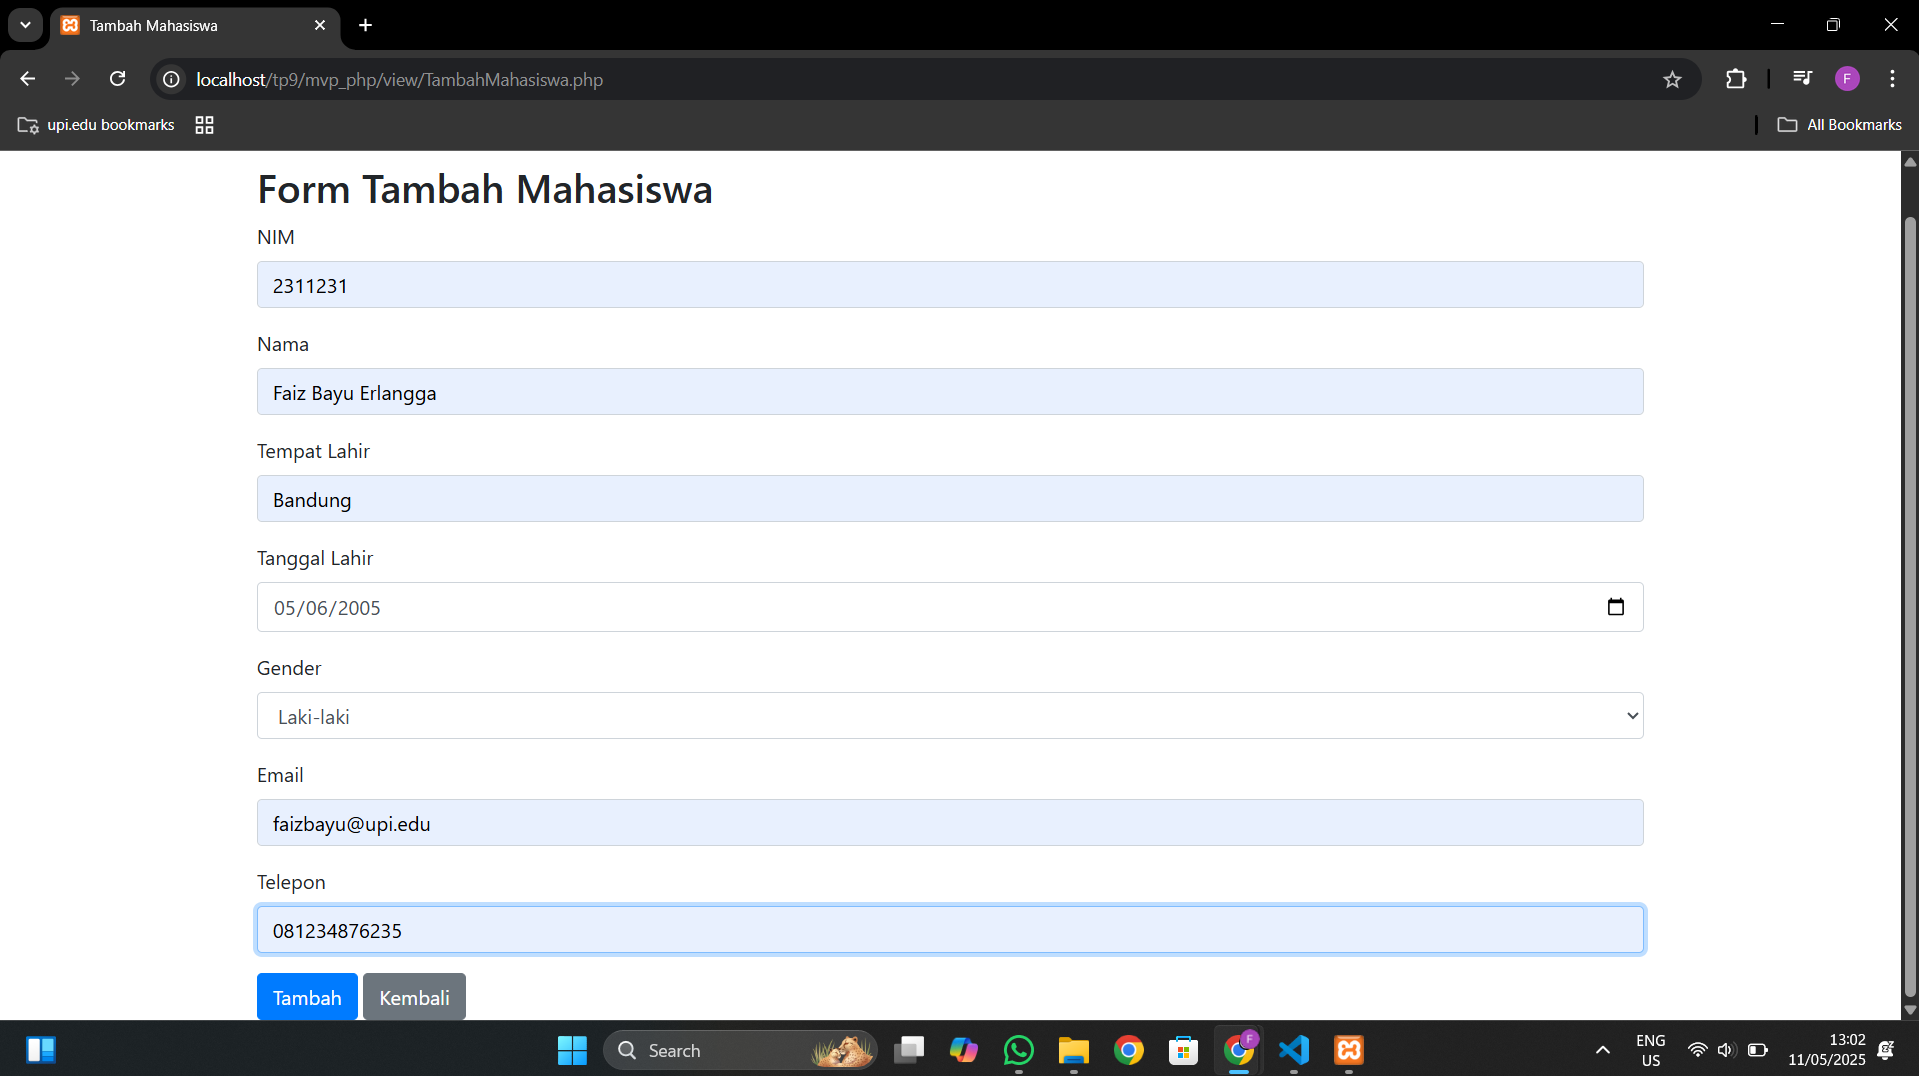 Tambah Mahasiswa
localhost/tp9/mvp_php/view/TambahMahasiswa.php
F
upi.edu bookmarks
All Bookmarks
Form Tambah Mahasiswa
NIM
2311231
Nama
Faiz Bayu Erlangga
Tempat Lahir
Bandung
Tanggal Lahir
05/06/2005
Gender
Laki-laki
Email
faizbayu@upi.edu
Telepon
081234876235
Tambah Kembali
Search
F
ENG
US
13:02
11/05/2025